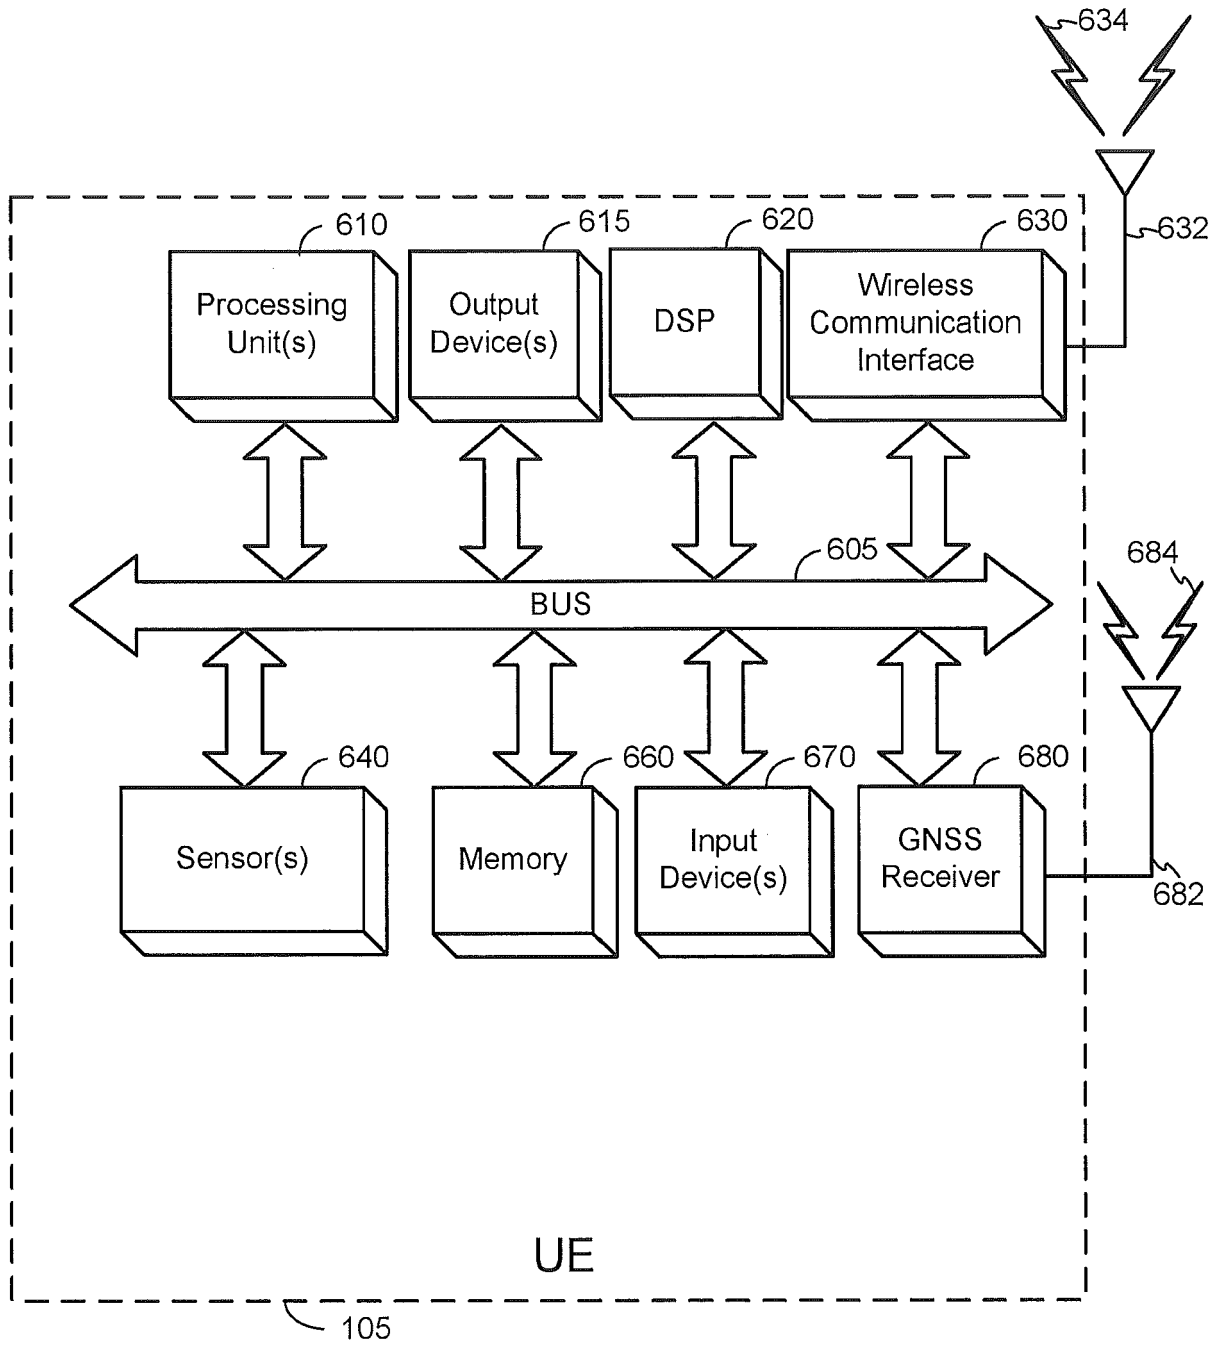 634
632
610
615
620
630
Processing
Unit(s)
Output
Device(s)
DSP
Wireless
Communication
Interface
605
BUS
684
640
660
670
680
Sensor(s)
Memory
Input
Device(s)
GNSS
Receiver
682
UE
105